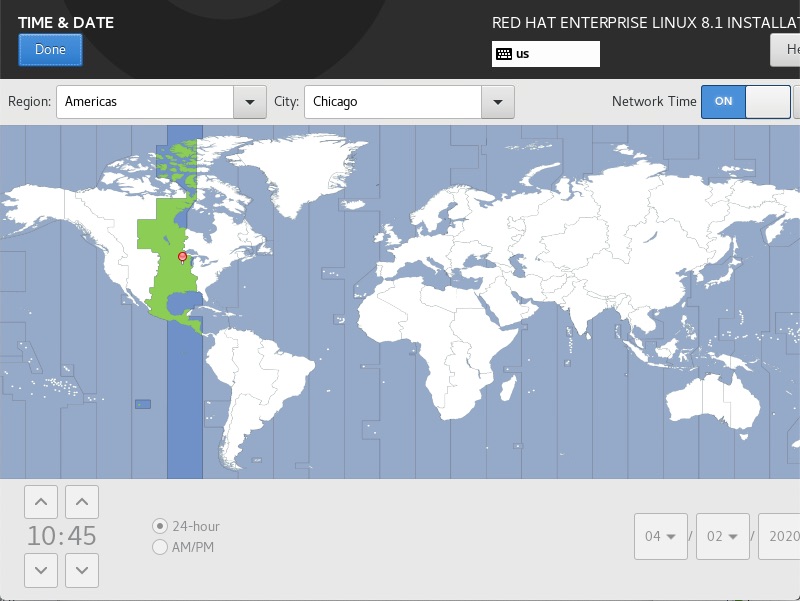 TIME & DATE
RED HAT ENTERPRISE LINUX 8.1 INSTALLAT
Done
us
He
Region: Americas City: Chicago Network Time ON
10:45
24-hour
AM/PM
04 / 02 / 2020